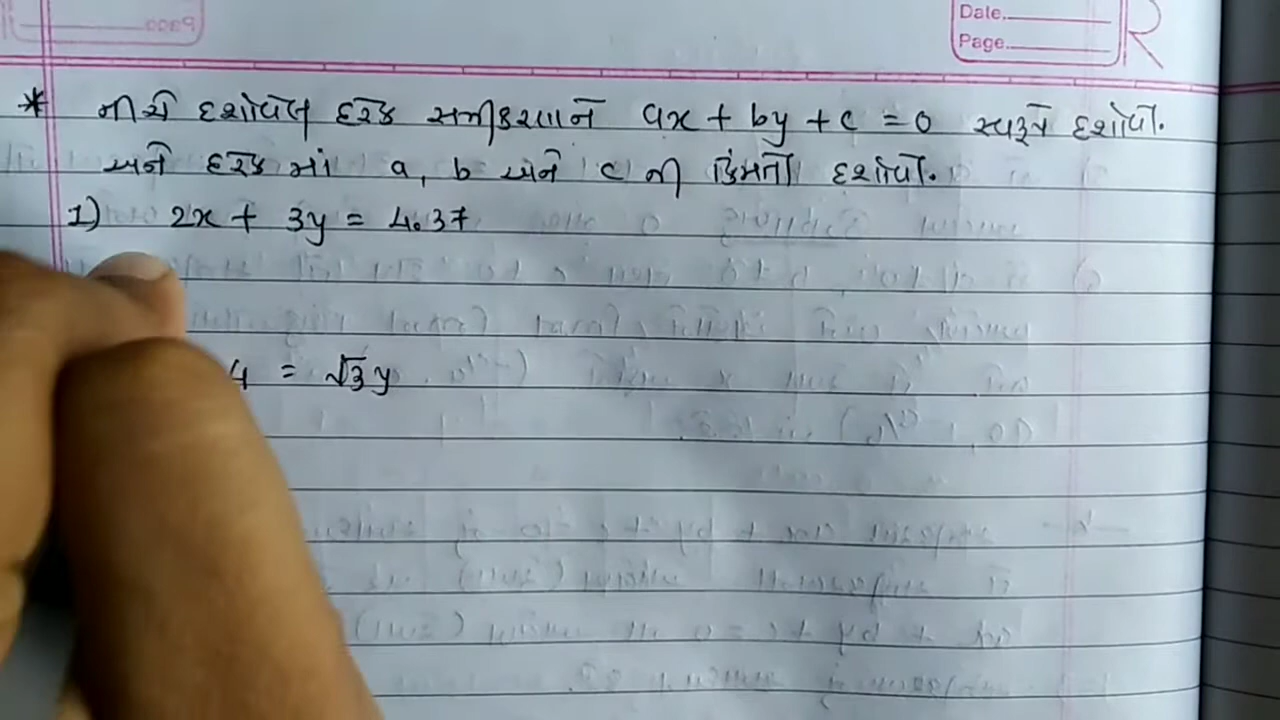 Date.
Page.
* નીચે દર્શાવેલ દરેક સમીકરણને ax + by + c = 0 સ્વરૂપે દર્શાવો.
અને દરેક માં a, b અને c ની કિંમતો દર્શાવો.
1) 2x + 3y = 4.37
4 = √3y